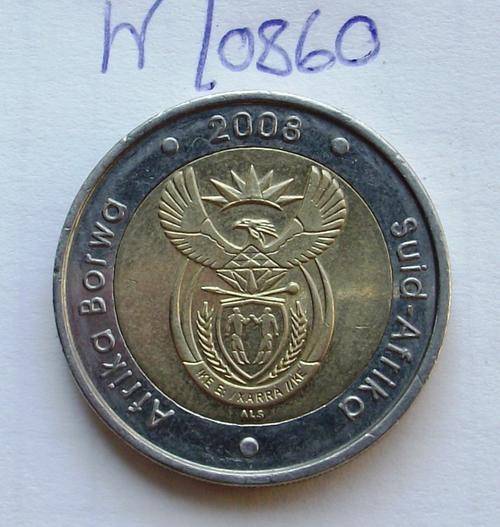 W/0860
2008
Afrika Borwa
Suid-Afrika
!KE E: /XARRA //KE
ALS